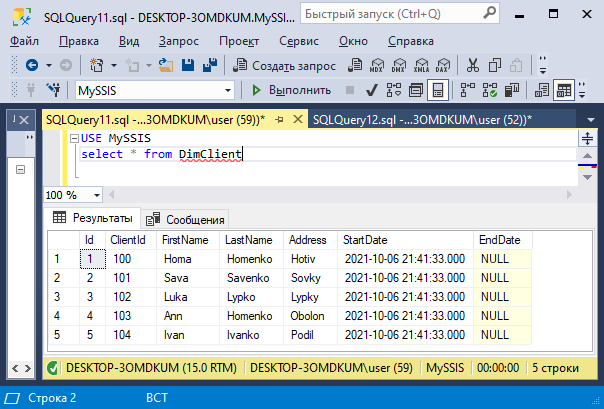 SQLQuery11.sql - DESKTOP-3OMDKUM.MySSI...
Быстрый запуск (Ctrl+Q)
Файл Правка Вид Запрос Проект Сервис Окно Справка
Создать запрос MDX DMX XMLA DAX
MySSIS Выполнить
SQLQuery11.sql -...3OMDKUM\user (59))* SQLQuery12.sql -...3OMDKUM\user (52))*
USE MySSIS
select * from DimClient
100 %
Результаты Сообщения
Id ClientId FirstName LastName Address StartDate EndDate
1 1 100 Homa Homenko Hotiv 2021-10-06 21:41:33.000 NULL
2 2 101 Sava Savenko Sovky 2021-10-06 21:41:33.000 NULL
3 3 102 Luka Lypko Lypky 2021-10-06 21:41:33.000 NULL
4 4 103 Ann Homenko Obolon 2021-10-06 21:41:33.000 NULL
5 5 104 Ivan Ivanko Podil 2021-10-06 21:41:33.000 NULL
DESKTOP-3OMDKUM (15.0 RTM) DESKTOP-3OMDKUM\user (59) MySSIS 00:00:00 5 строки
Строка 2 ВСТ